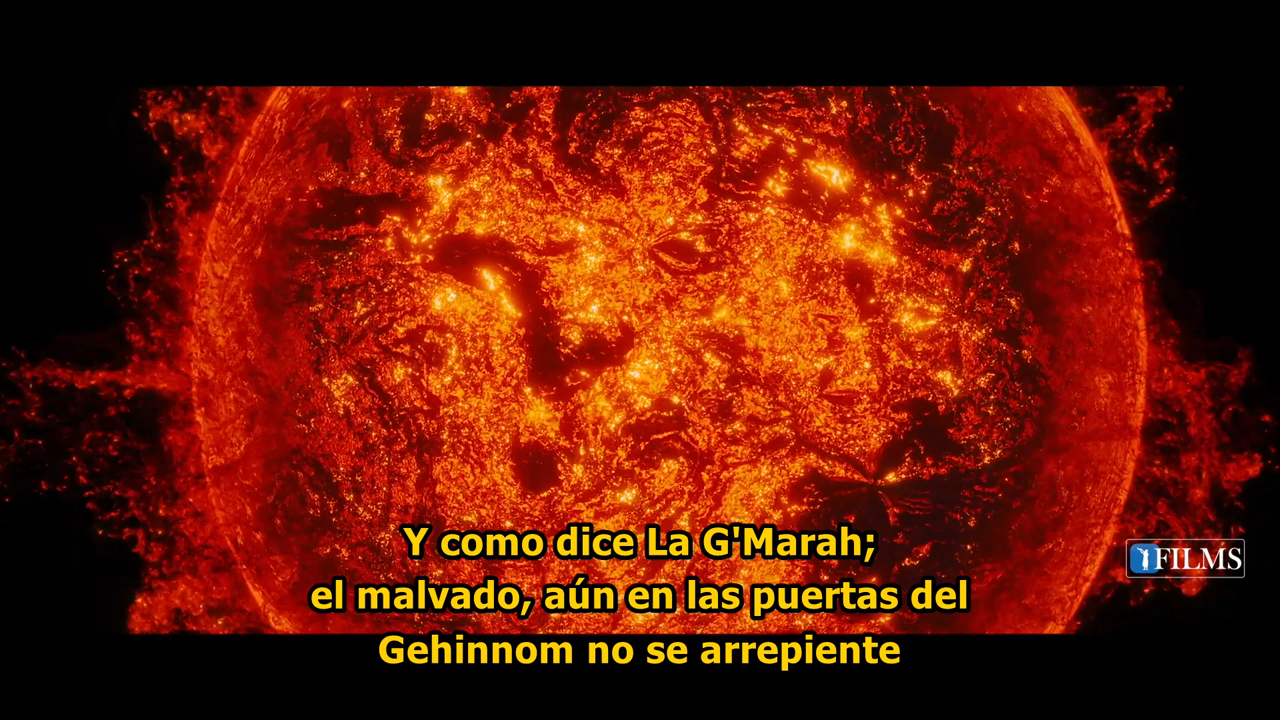 Y como dice La G'Marah;
el malvado, aún en las puertas del
Gehinnom no se arrepiente
FILMS